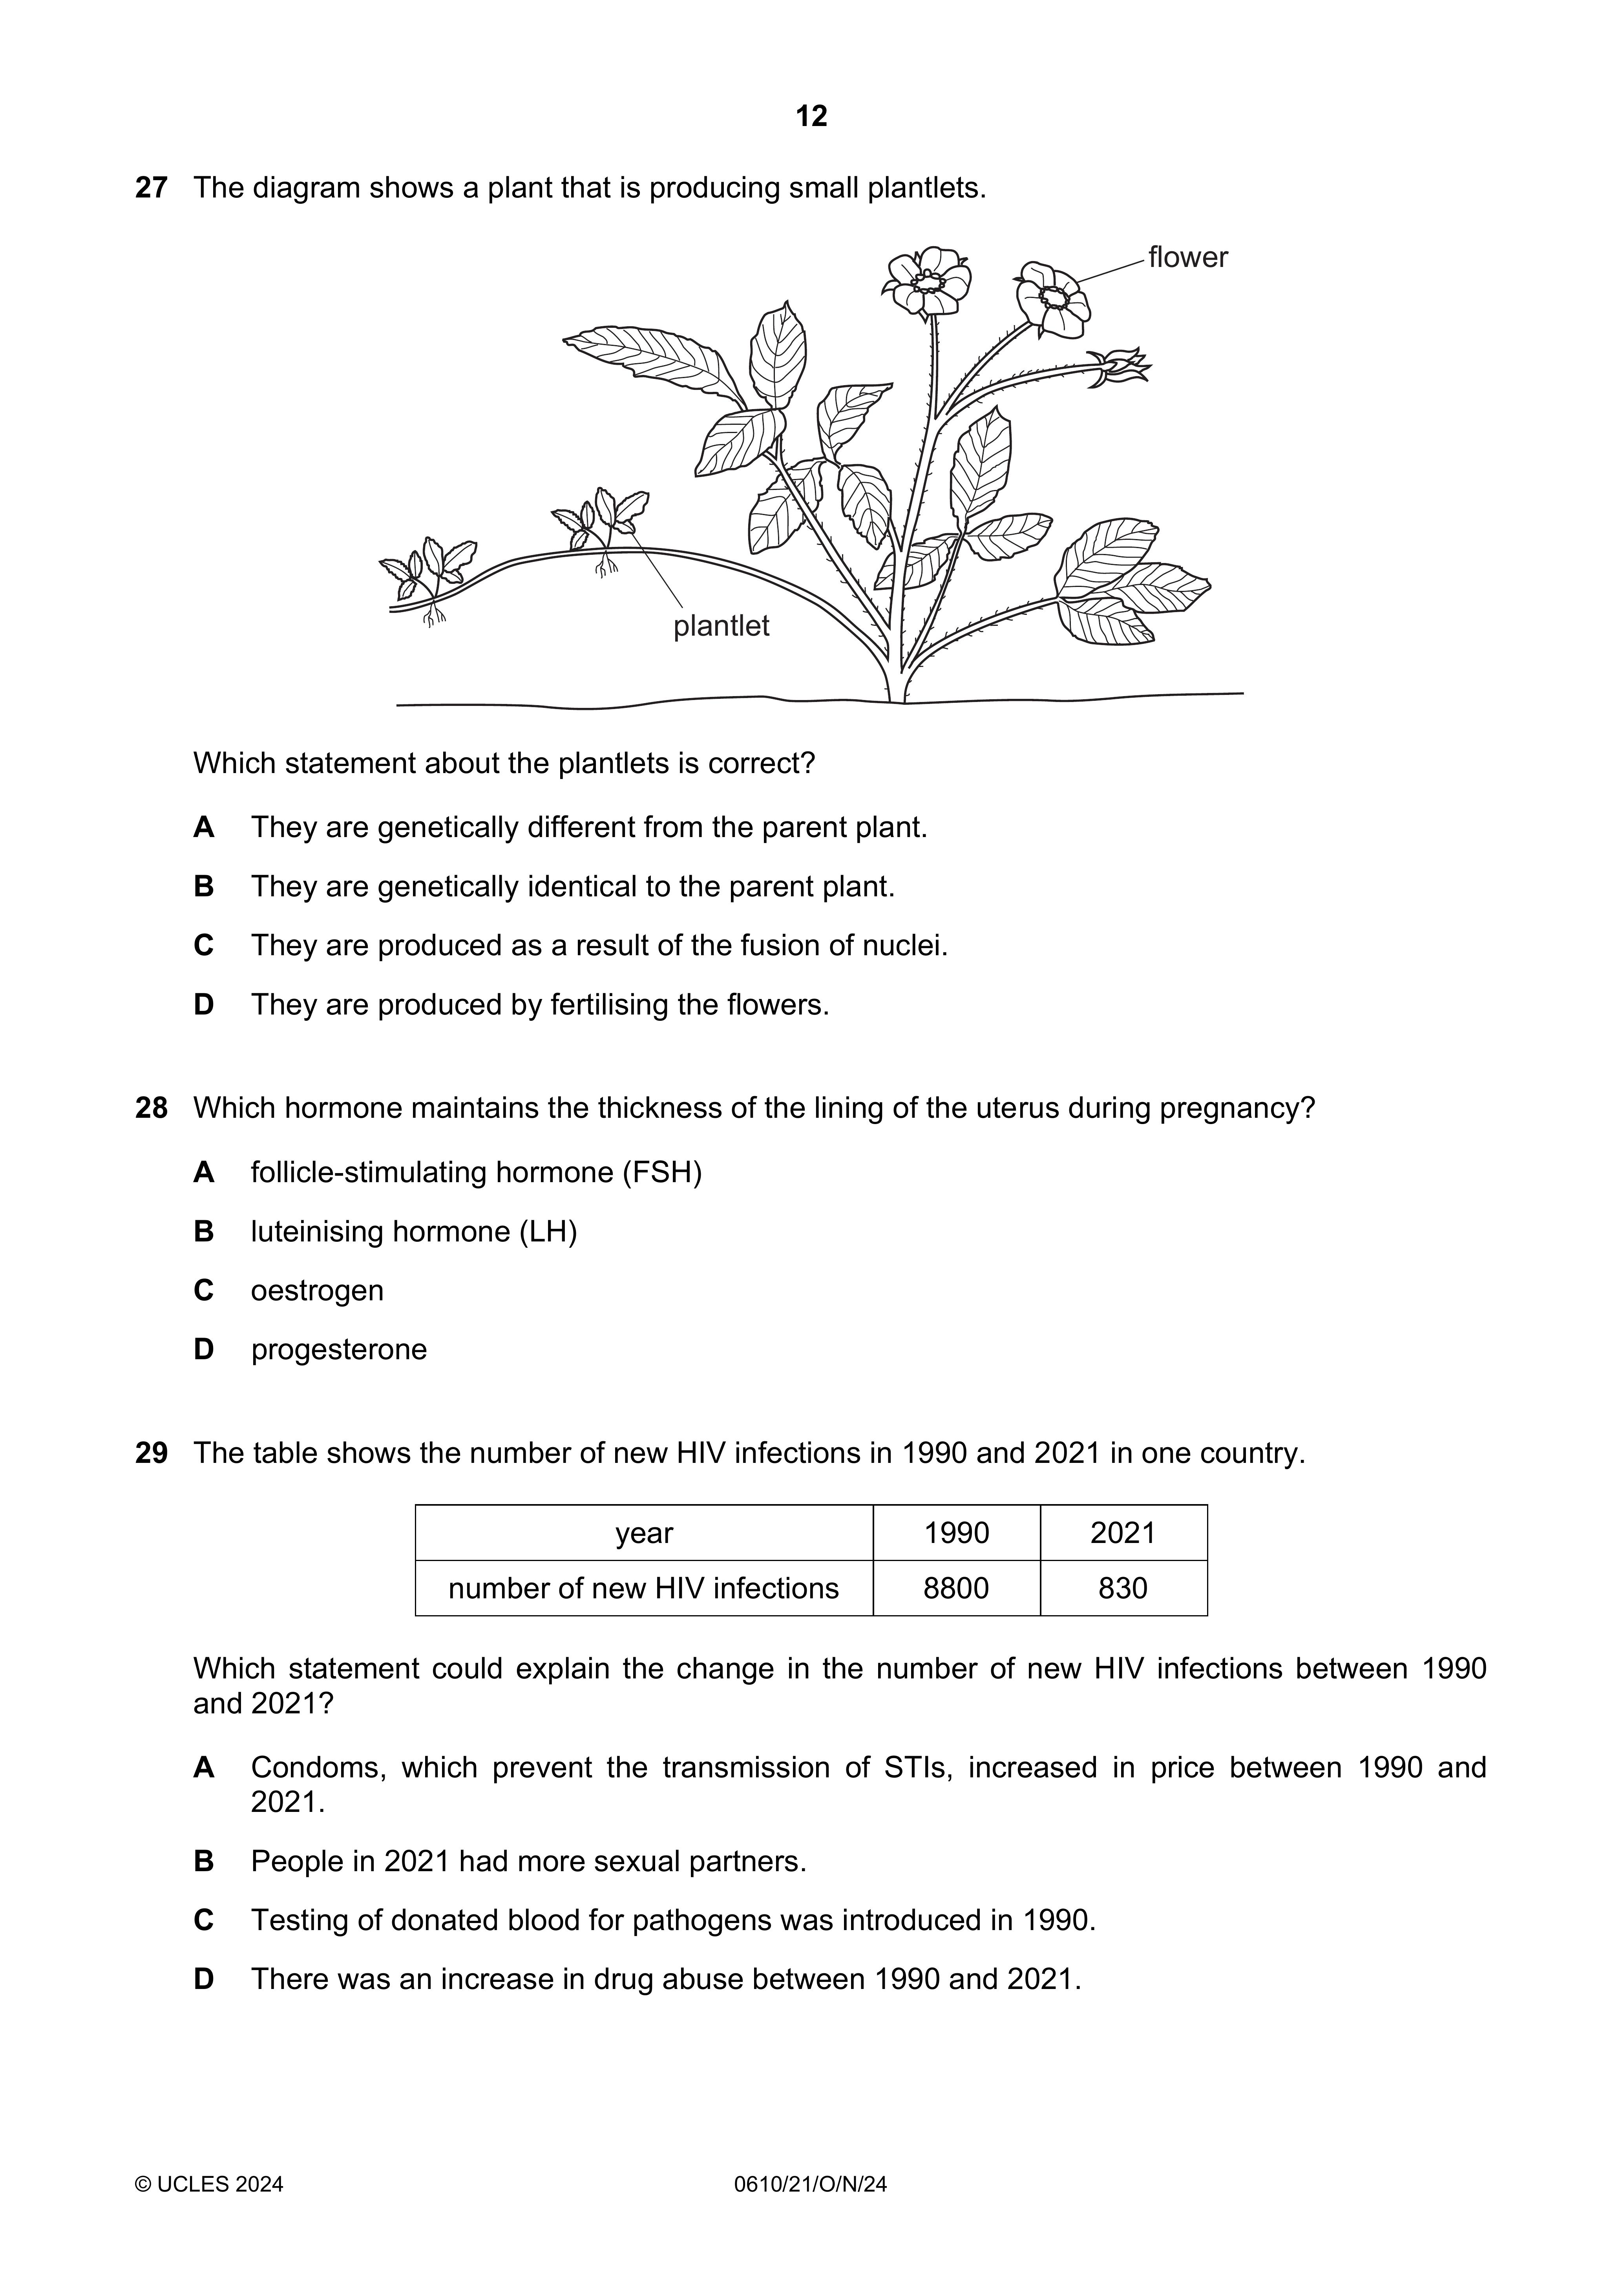 12
27 The diagram shows a plant that is producing small plantlets.
flower
plantlet
Which statement about the plantlets is correct?
A They are genetically different from the parent plant.
B They are genetically identical to the parent plant.
C They are produced as a result of the fusion of nuclei.
D They are produced by fertilising the flowers.
28 Which hormone maintains the thickness of the lining of the uterus during pregnancy?
A follicle-stimulating hormone (FSH)
B luteinising hormone (LH)
C oestrogen
D progesterone
29 The table shows the number of new HIV infections in 1990 and 2021 in one country.
year 1990 2021
number of new HIV infections 8800 830
Which statement could explain the change in the number of new HIV infections between 1990
and 2021?
A Condoms, which prevent the transmission of STIs, increased in price between 1990 and
2021.
B People in 2021 had more sexual partners.
C Testing of donated blood for pathogens was introduced in 1990.
D There was an increase in drug abuse between 1990 and 2021.
© UCLES 2024 0610/21/O/N/24